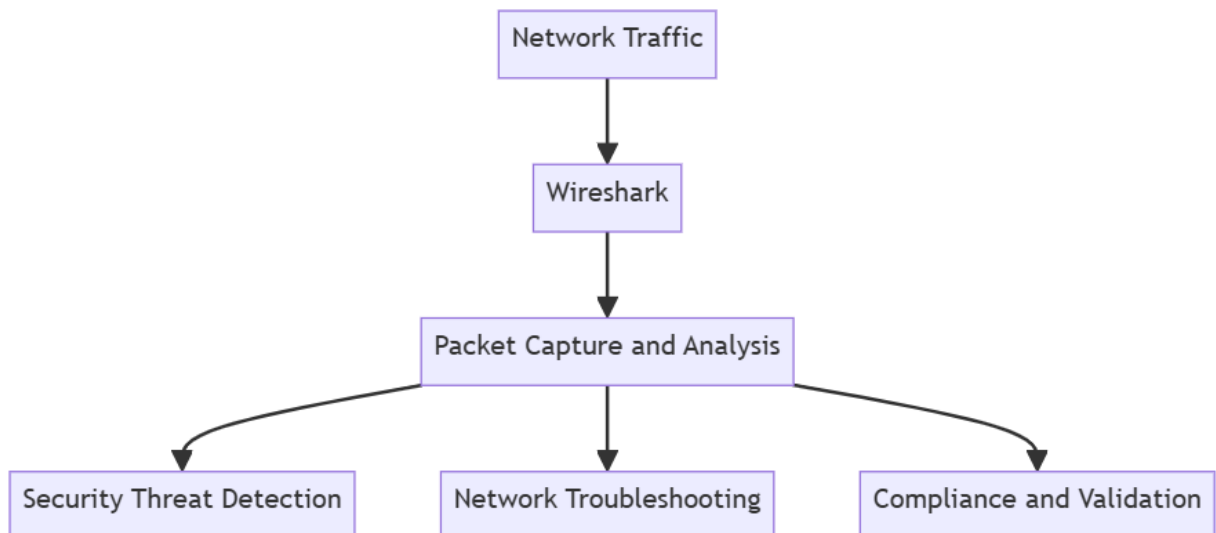 Network Traffic
Wireshark
Packet Capture and Analysis
Security Threat Detection
Network Troubleshooting
Compliance and Validation